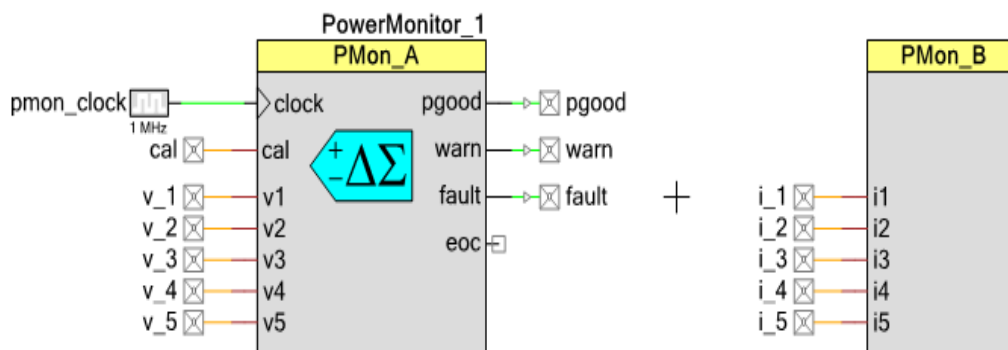 PowerMonitor_1
PMon_A
PMon_B
pmon_clock
1 MHz
clock
pgood
pgood
cal
cal
+
−ΔΣ
warn
warn
v_1
v1
fault
fault
i_1
i1
v_2
v2
i_2
i2
eoc
v_3
v3
i_3
i3
v_4
v4
i_4
i4
v_5
v5
i_5
i5